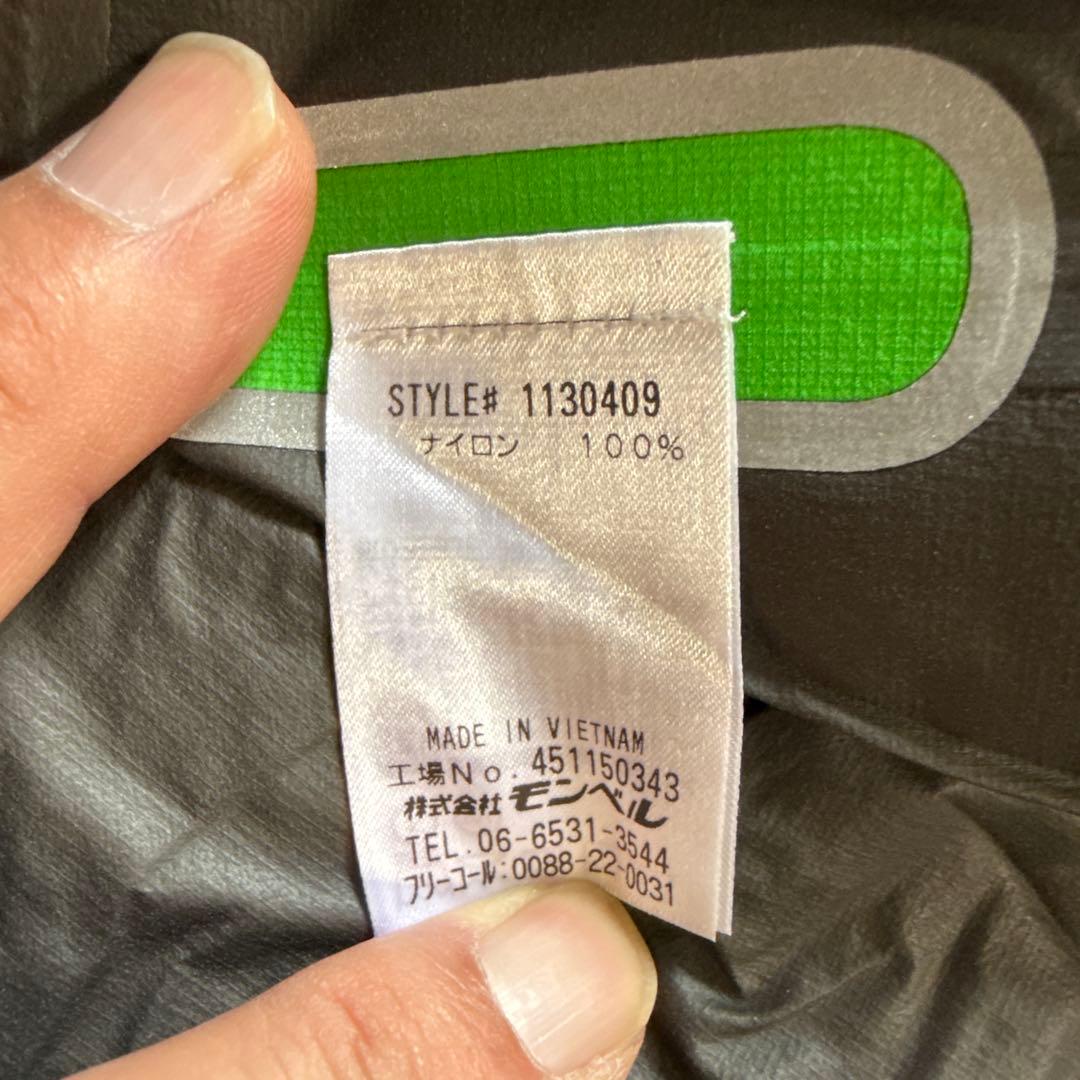 STYLE# 1130409
ナイロン 100%
MADE IN VIETNAM
工場No. 451150343
株式会社 モンベル
TEL.06-6531-3544
フリーコール:0088-22-0031